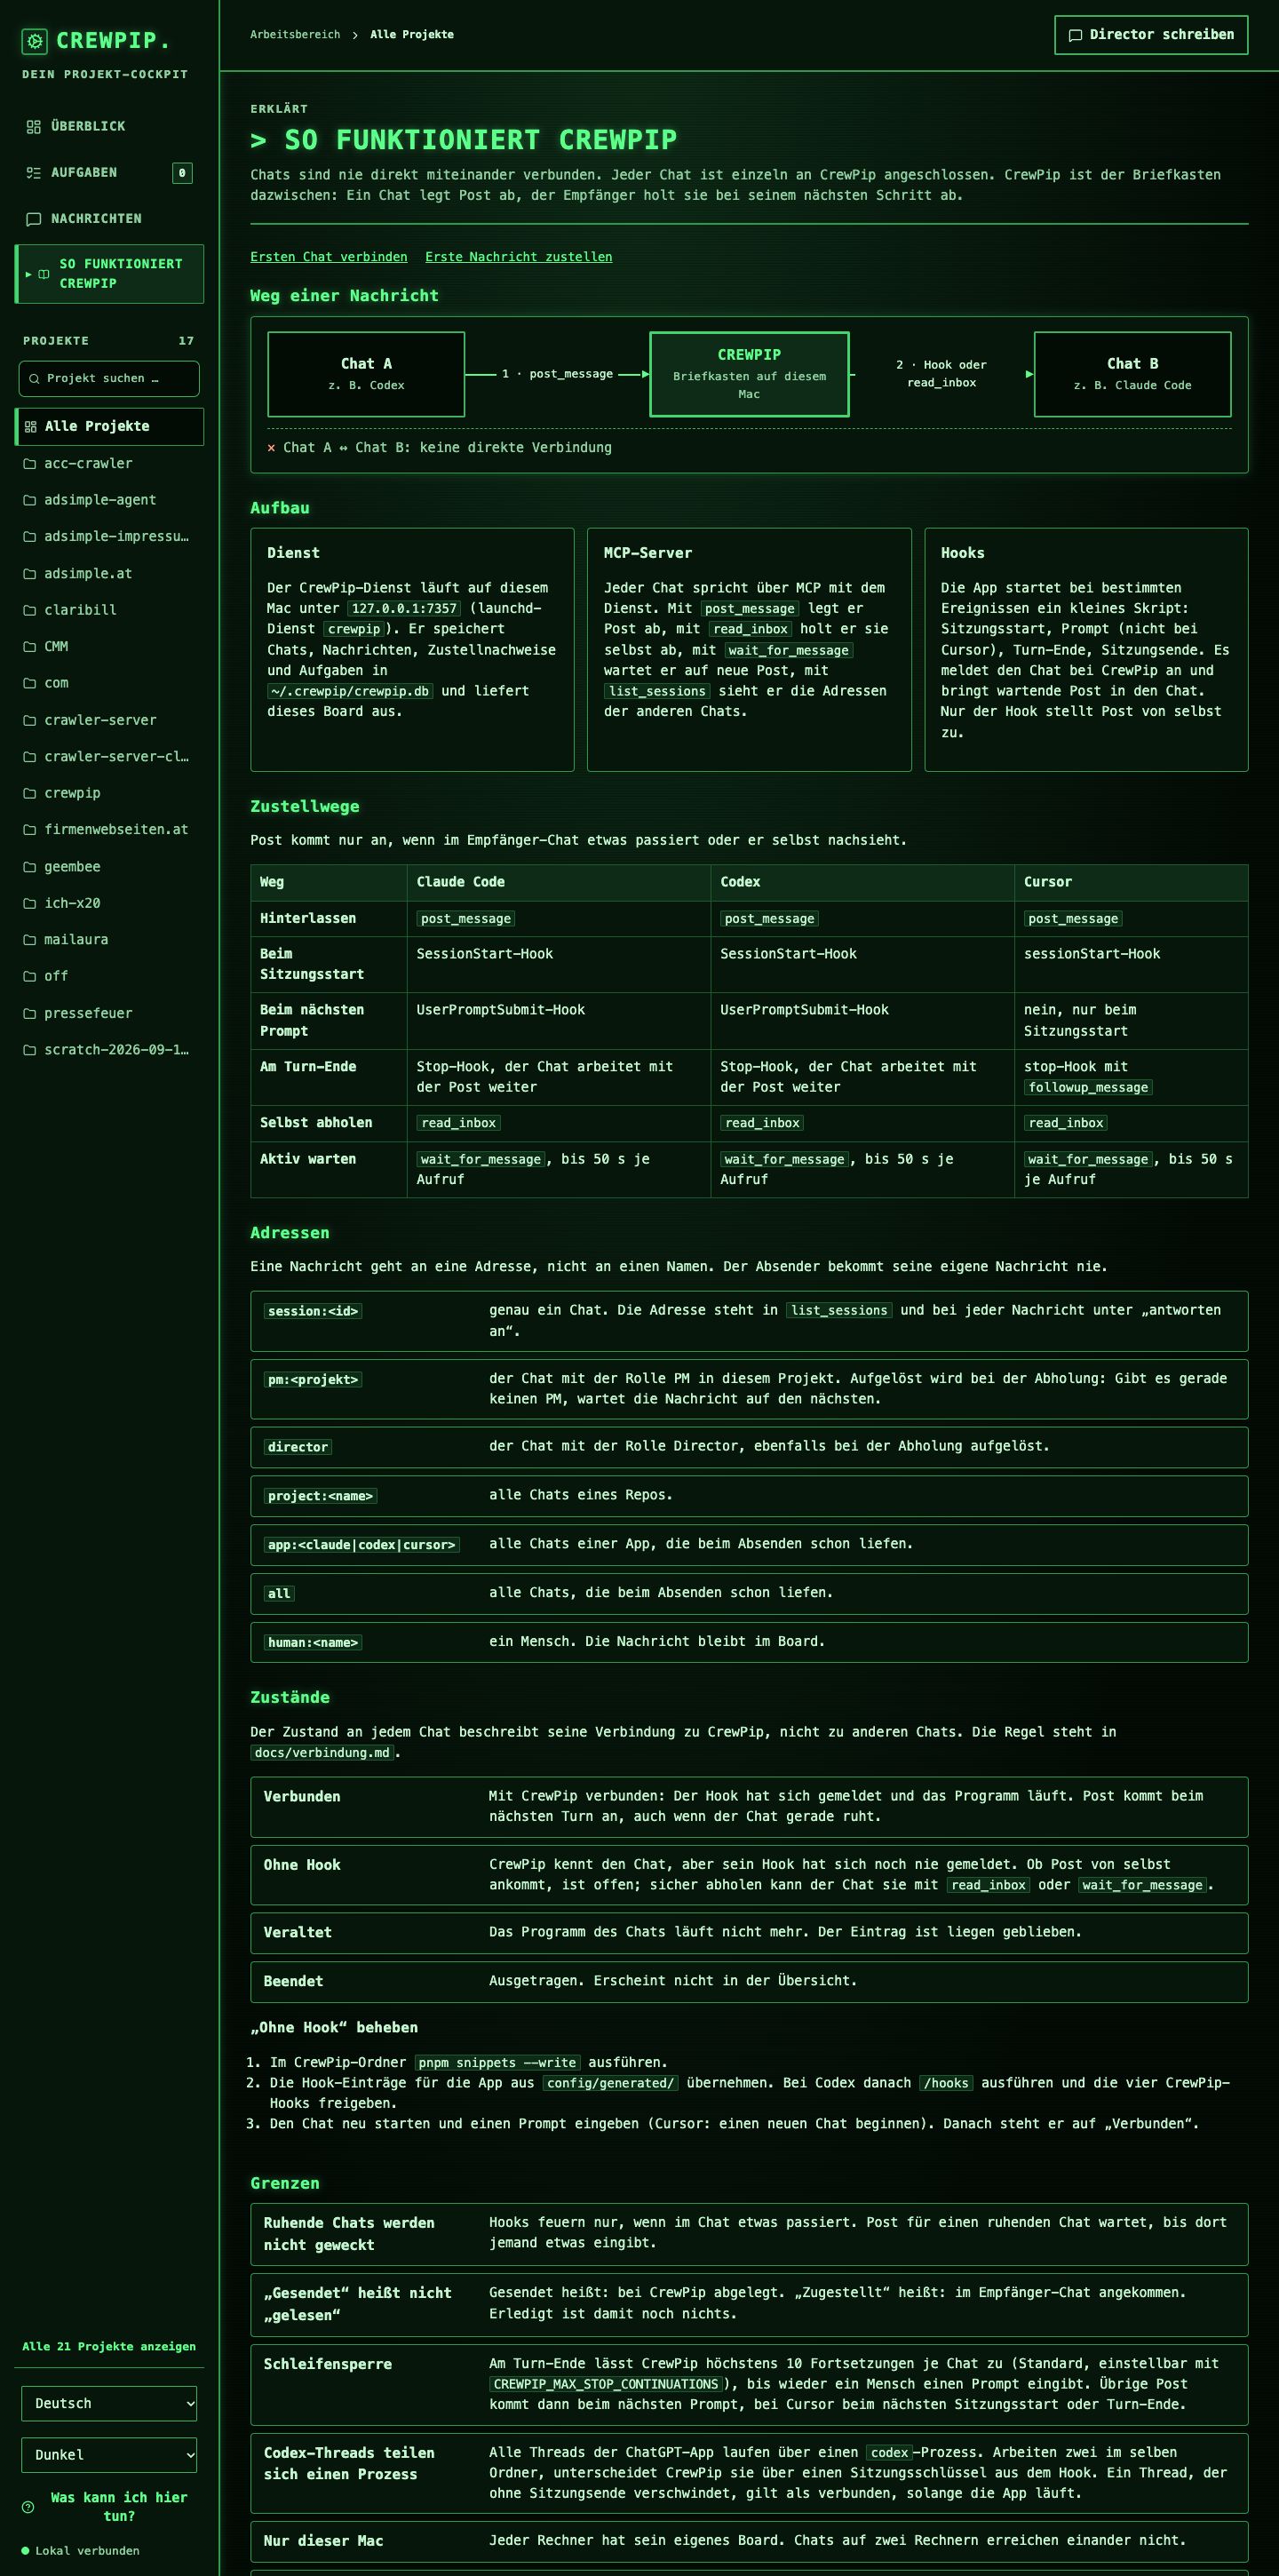 CREWPIP.
DEIN PROJEKT-COCKPIT
ÜBERBLICK
AUFGABEN 0
NACHRICHTEN
▸ SO FUNKTIONIERT
CREWPIP
PROJEKTE 17
Projekt suchen …
Alle Projekte
acc-crawler
adsimple-agent
adsimple-impressu…
adsimple.at
claribill
CMM
com
crawler-server
crawler-server-cl…
crewpip
firmenwebseiten.at
geembee
ich-x20
mailaura
off
pressefeuer
scratch-2026-09-1…
Alle 21 Projekte anzeigen
Deutsch
Dunkel
Was kann ich hier
tun?
Lokal verbunden
Arbeitsbereich › Alle Projekte
Director schreiben
ERKLÄRT
> SO FUNKTIONIERT CREWPIP
Chats sind nie direkt miteinander verbunden. Jeder Chat ist einzeln an CrewPip angeschlossen. CrewPip ist der Briefkasten
dazwischen: Ein Chat legt Post ab, der Empfänger holt sie bei seinem nächsten Schritt ab.
Ersten Chat verbinden Erste Nachricht zustellen
Weg einer Nachricht
Chat A
z. B. Codex
1 · post_message
CREWPIP
Briefkasten auf diesem
Mac
2 · Hook oder
read_inbox
Chat B
z. B. Claude Code
× Chat A ↔ Chat B: keine direkte Verbindung
Aufbau
Dienst
Der CrewPip-Dienst läuft auf diesem
Mac unter 127.0.0.1:7357 (launchd-
Dienst crewpip). Er speichert
Chats, Nachrichten, Zustellnachweise
und Aufgaben in
~/.crewpip/crewpip.db und liefert
dieses Board aus.
MCP-Server
Jeder Chat spricht über MCP mit dem
Dienst. Mit post_message legt er
Post ab, mit read_inbox holt er sie
selbst ab, mit wait_for_message
wartet er auf neue Post, mit
list_sessions sieht er die Adressen
der anderen Chats.
Hooks
Die App startet bei bestimmten
Ereignissen ein kleines Skript:
Sitzungsstart, Prompt (nicht bei
Cursor), Turn-Ende, Sitzungsende. Es
meldet den Chat bei CrewPip an und
bringt wartende Post in den Chat.
Nur der Hook stellt Post von selbst
zu.
Zustellwege
Post kommt nur an, wenn im Empfänger-Chat etwas passiert oder er selbst nachsieht.
Weg Claude Code Codex Cursor
Hinterlassen post_message post_message post_message
Beim
Sitzungsstart SessionStart-Hook SessionStart-Hook sessionStart-Hook
Beim nächsten
Prompt UserPromptSubmit-Hook UserPromptSubmit-Hook nein, nur beim
Sitzungsstart
Am Turn-Ende Stop-Hook, der Chat arbeitet mit
der Post weiter Stop-Hook, der Chat arbeitet mit
der Post weiter stop-Hook mit
followup_message
Selbst abholen read_inbox read_inbox read_inbox
Aktiv warten wait_for_message, bis 50 s je
Aufruf wait_for_message, bis 50 s je
Aufruf wait_for_message, bis 50 s
je Aufruf
Adressen
Eine Nachricht geht an eine Adresse, nicht an einen Namen. Der Absender bekommt seine eigene Nachricht nie.
session:<id> genau ein Chat. Die Adresse steht in list_sessions und bei jeder Nachricht unter „antworten
an“.
pm:<projekt> der Chat mit der Rolle PM in diesem Projekt. Aufgelöst wird bei der Abholung: Gibt es gerade
keinen PM, wartet die Nachricht auf den nächsten.
director der Chat mit der Rolle Director, ebenfalls bei der Abholung aufgelöst.
project:<name> alle Chats eines Repos.
app:<claude|codex|cursor> alle Chats einer App, die beim Absenden schon liefen.
all alle Chats, die beim Absenden schon liefen.
human:<name> ein Mensch. Die Nachricht bleibt im Board.
Zustände
Der Zustand an jedem Chat beschreibt seine Verbindung zu CrewPip, nicht zu anderen Chats. Die Regel steht in
docs/verbindung.md.
Verbunden Mit CrewPip verbunden: Der Hook hat sich gemeldet und das Programm läuft. Post kommt beim
nächsten Turn an, auch wenn der Chat gerade ruht.
Ohne Hook CrewPip kennt den Chat, aber sein Hook hat sich noch nie gemeldet. Ob Post von selbst
ankommt, ist offen; sicher abholen kann der Chat sie mit read_inbox oder wait_for_message.
Veraltet Das Programm des Chats läuft nicht mehr. Der Eintrag ist liegen geblieben.
Beendet Ausgetragen. Erscheint nicht in der Übersicht.
„Ohne Hook“ beheben
1. Im CrewPip-Ordner pnpm snippets --write ausführen.
2. Die Hook-Einträge für die App aus config/generated/ übernehmen. Bei Codex danach /hooks ausführen und die vier CrewPip-
Hooks freigeben.
3. Den Chat neu starten und einen Prompt eingeben (Cursor: einen neuen Chat beginnen). Danach steht er auf „Verbunden“.
Grenzen
Ruhende Chats werden
nicht geweckt
Hooks feuern nur, wenn im Chat etwas passiert. Post für einen ruhenden Chat wartet, bis dort
jemand etwas eingibt.
„Gesendet“ heißt nicht
„gelesen“
Gesendet heißt: bei CrewPip abgelegt. „Zugestellt“ heißt: im Empfänger-Chat angekommen.
Erledigt ist damit noch nichts.
Schleifensperre
Am Turn-Ende lässt CrewPip höchstens 10 Fortsetzungen je Chat zu (Standard, einstellbar mit
CREWPIP_MAX_STOP_CONTINUATIONS), bis wieder ein Mensch einen Prompt eingibt. Übrige Post
kommt dann beim nächsten Prompt, bei Cursor beim nächsten Sitzungsstart oder Turn-Ende.
Codex-Threads teilen
sich einen Prozess
Alle Threads der ChatGPT-App laufen über einen codex-Prozess. Arbeiten zwei im selben
Ordner, unterscheidet CrewPip sie über einen Sitzungsschlüssel aus dem Hook. Ein Thread, der
ohne Sitzungsende verschwindet, gilt als verbunden, solange die App läuft.
Nur dieser Mac Jeder Rechner hat sein eigenes Board. Chats auf zwei Rechnern erreichen einander nicht.